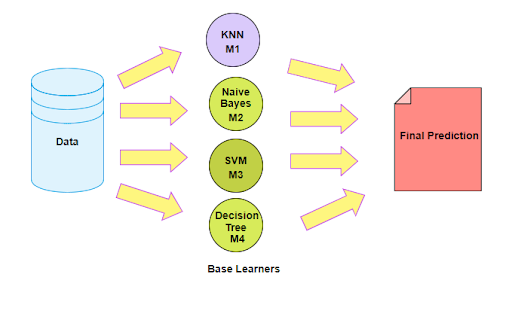 KNN
M1
Naive
Bayes
M2
Data
Final Prediction
SVM
M3
Decision
Tree
M4
Base Learners